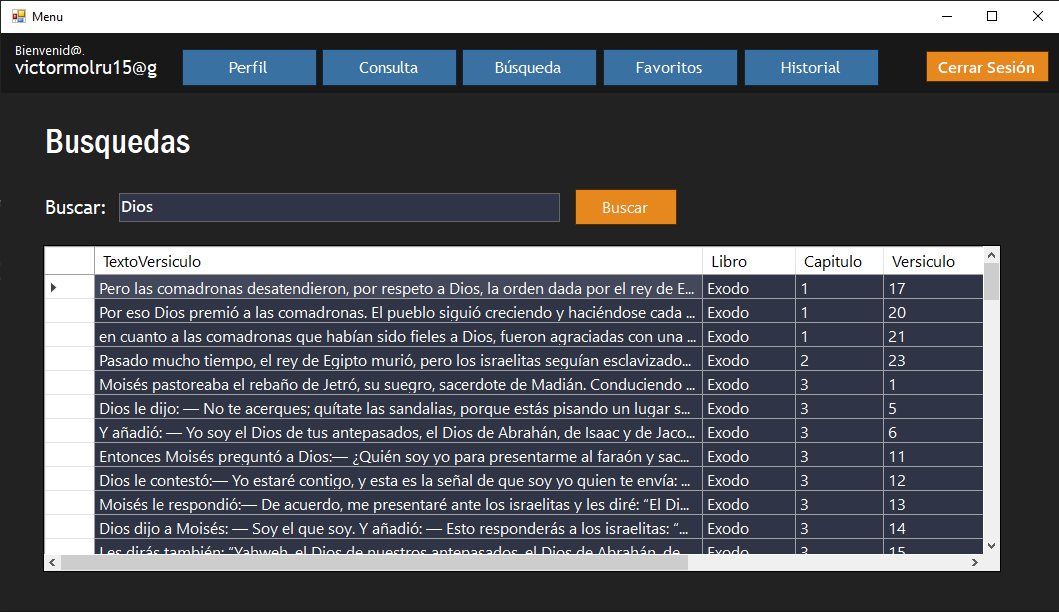 Menu
Bienvenid@.
victormolru15@g
Perfil Consulta Búsqueda Favoritos Historial Cerrar Sesión
Busquedas
Buscar: Dios Buscar
TextoVersiculo Libro Capitulo Versiculo
Pero las comadronas desatendieron, por respeto a Dios, la orden dada por el rey de E... Exodo 1 17
Por eso Dios premió a las comadronas. El pueblo siguió creciendo y haciéndose cada ... Exodo 1 20
en cuanto a las comadronas que habían sido fieles a Dios, fueron agraciadas con una ... Exodo 1 21
Pasado mucho tiempo, el rey de Egipto murió, pero los israelitas seguían esclavizado... Exodo 2 23
Moisés pastoreaba el rebaño de Jetró, su suegro, sacerdote de Madián. Conduciendo ... Exodo 3 1
Dios le dijo: — No te acerques; quítate las sandalias, porque estás pisando un lugar s... Exodo 3 5
Y añadió: — Yo soy el Dios de tus antepasados, el Dios de Abrahán, de Isaac y de Jaco... Exodo 3 6
Entonces Moisés preguntó a Dios:— ¿Quién soy yo para presentarme al faraón y sac... Exodo 3 11
Dios le contestó:— Yo estaré contigo, y esta es la señal de que soy yo quien te envía: ... Exodo 3 12
Moisés le respondió:— De acuerdo, me presentaré ante los israelitas y les diré: “El Di... Exodo 3 13
Dios dijo a Moisés: — Soy el que soy. Y añadió: — Esto responderás a los israelitas: “... Exodo 3 14
Les dirás también: “Yahweh, el Dios de nuestros antepasados, el Dios de Abrahán, de Exodo 3 15